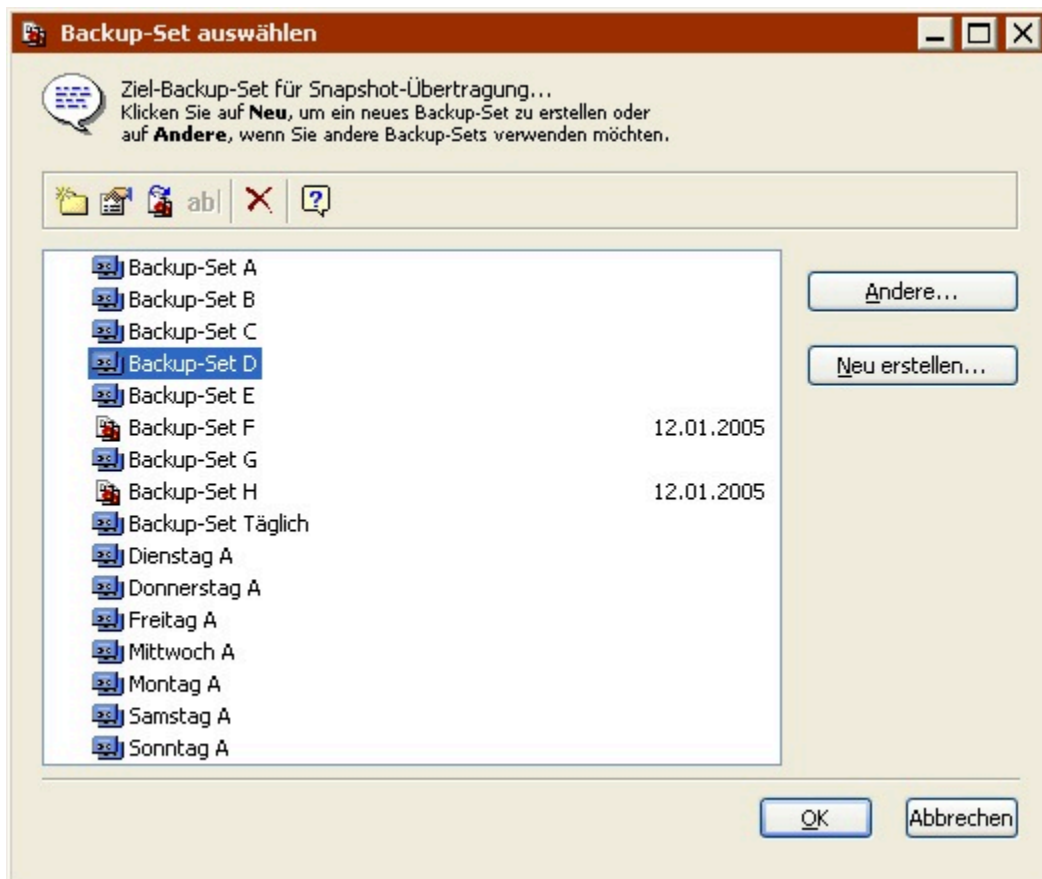 Backup-Set auswählen
Ziel-Backup-Set für Snapshot-Übertragung...
Klicken Sie auf Neu, um ein neues Backup-Set zu erstellen oder
auf Andere, wenn Sie andere Backup-Sets verwenden möchten.
ab|
Backup-Set A
Backup-Set B
Backup-Set C
Backup-Set D
Backup-Set E
Backup-Set F 12.01.2005
Backup-Set G
Backup-Set H 12.01.2005
Backup-Set Täglich
Dienstag A
Donnerstag A
Freitag A
Mittwoch A
Montag A
Samstag A
Sonntag A
Andere...
Neu erstellen...
OK
Abbrechen